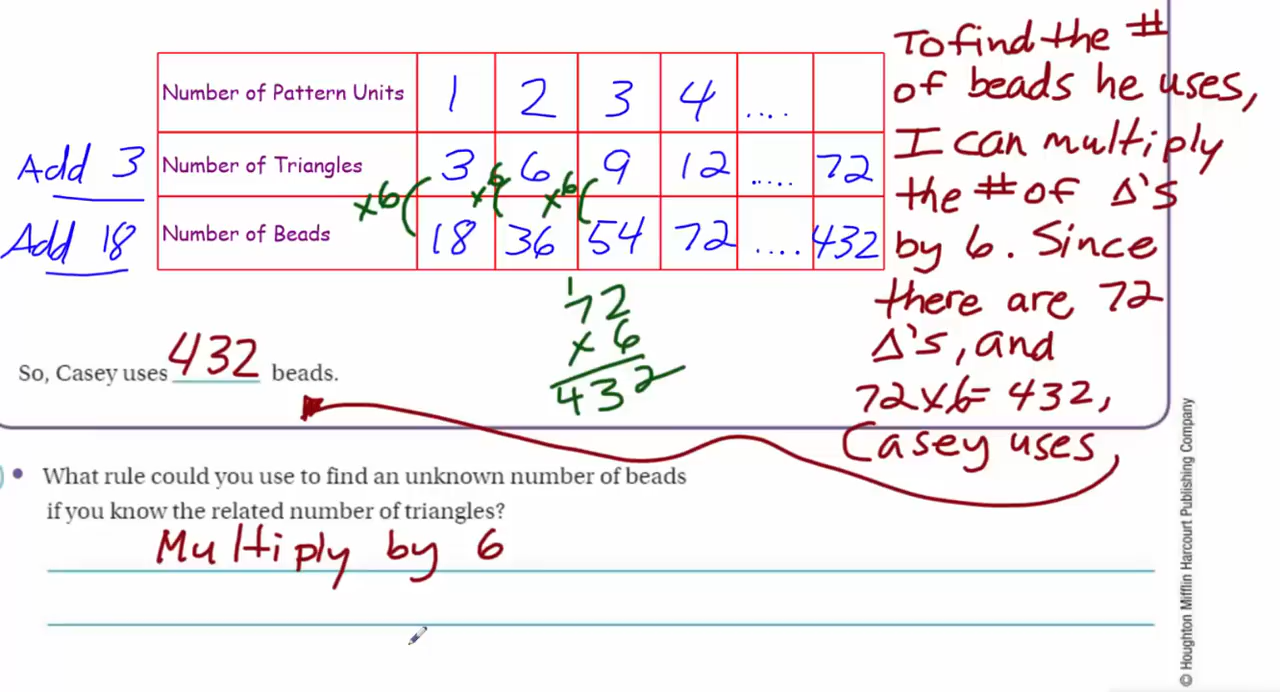 Number of Pattern Units 1 2 3 4 ....
Add 3 Number of Triangles 3 6 9 12 ..... 72
×6 ×6 ×6
Add 18 Number of Beads 18 36 54 72 .... 432
To find the #
of beads he uses,
I can multiply
the # of Δ's
by 6. Since
there are 72
Δ's, and
72×6= 432,
Casey uses,
1
72
× 6
432
So, Casey uses 432 beads.
• What rule could you use to find an unknown number of beads
if you know the related number of triangles?
Multiply by 6
© Houghton Mifflin Harcourt Publishing Company